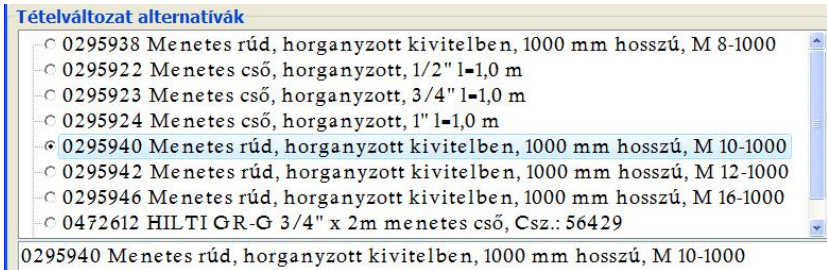 Tételváltozat alternatívák
0295938 Menetes rúd, horganyzott kivitelben, 1000 mm hosszú, M 8-1000
0295922 Menetes cső, horganyzott, 1/2" l=1,0 m
0295923 Menetes cső, horganyzott, 3/4" l=1,0 m
0295924 Menetes cső, horganyzott, 1" l=1,0 m
0295940 Menetes rúd, horganyzott kivitelben, 1000 mm hosszú, M 10-1000
0295942 Menetes rúd, horganyzott kivitelben, 1000 mm hosszú, M 12-1000
0295946 Menetes rúd, horganyzott kivitelben, 1000 mm hosszú, M 16-1000
0472612 HILTI GR-G 3/4" x 2m menetes cső, Csz.: 56429
0295940 Menetes rúd, horganyzott kivitelben, 1000 mm hosszú, M 10-1000